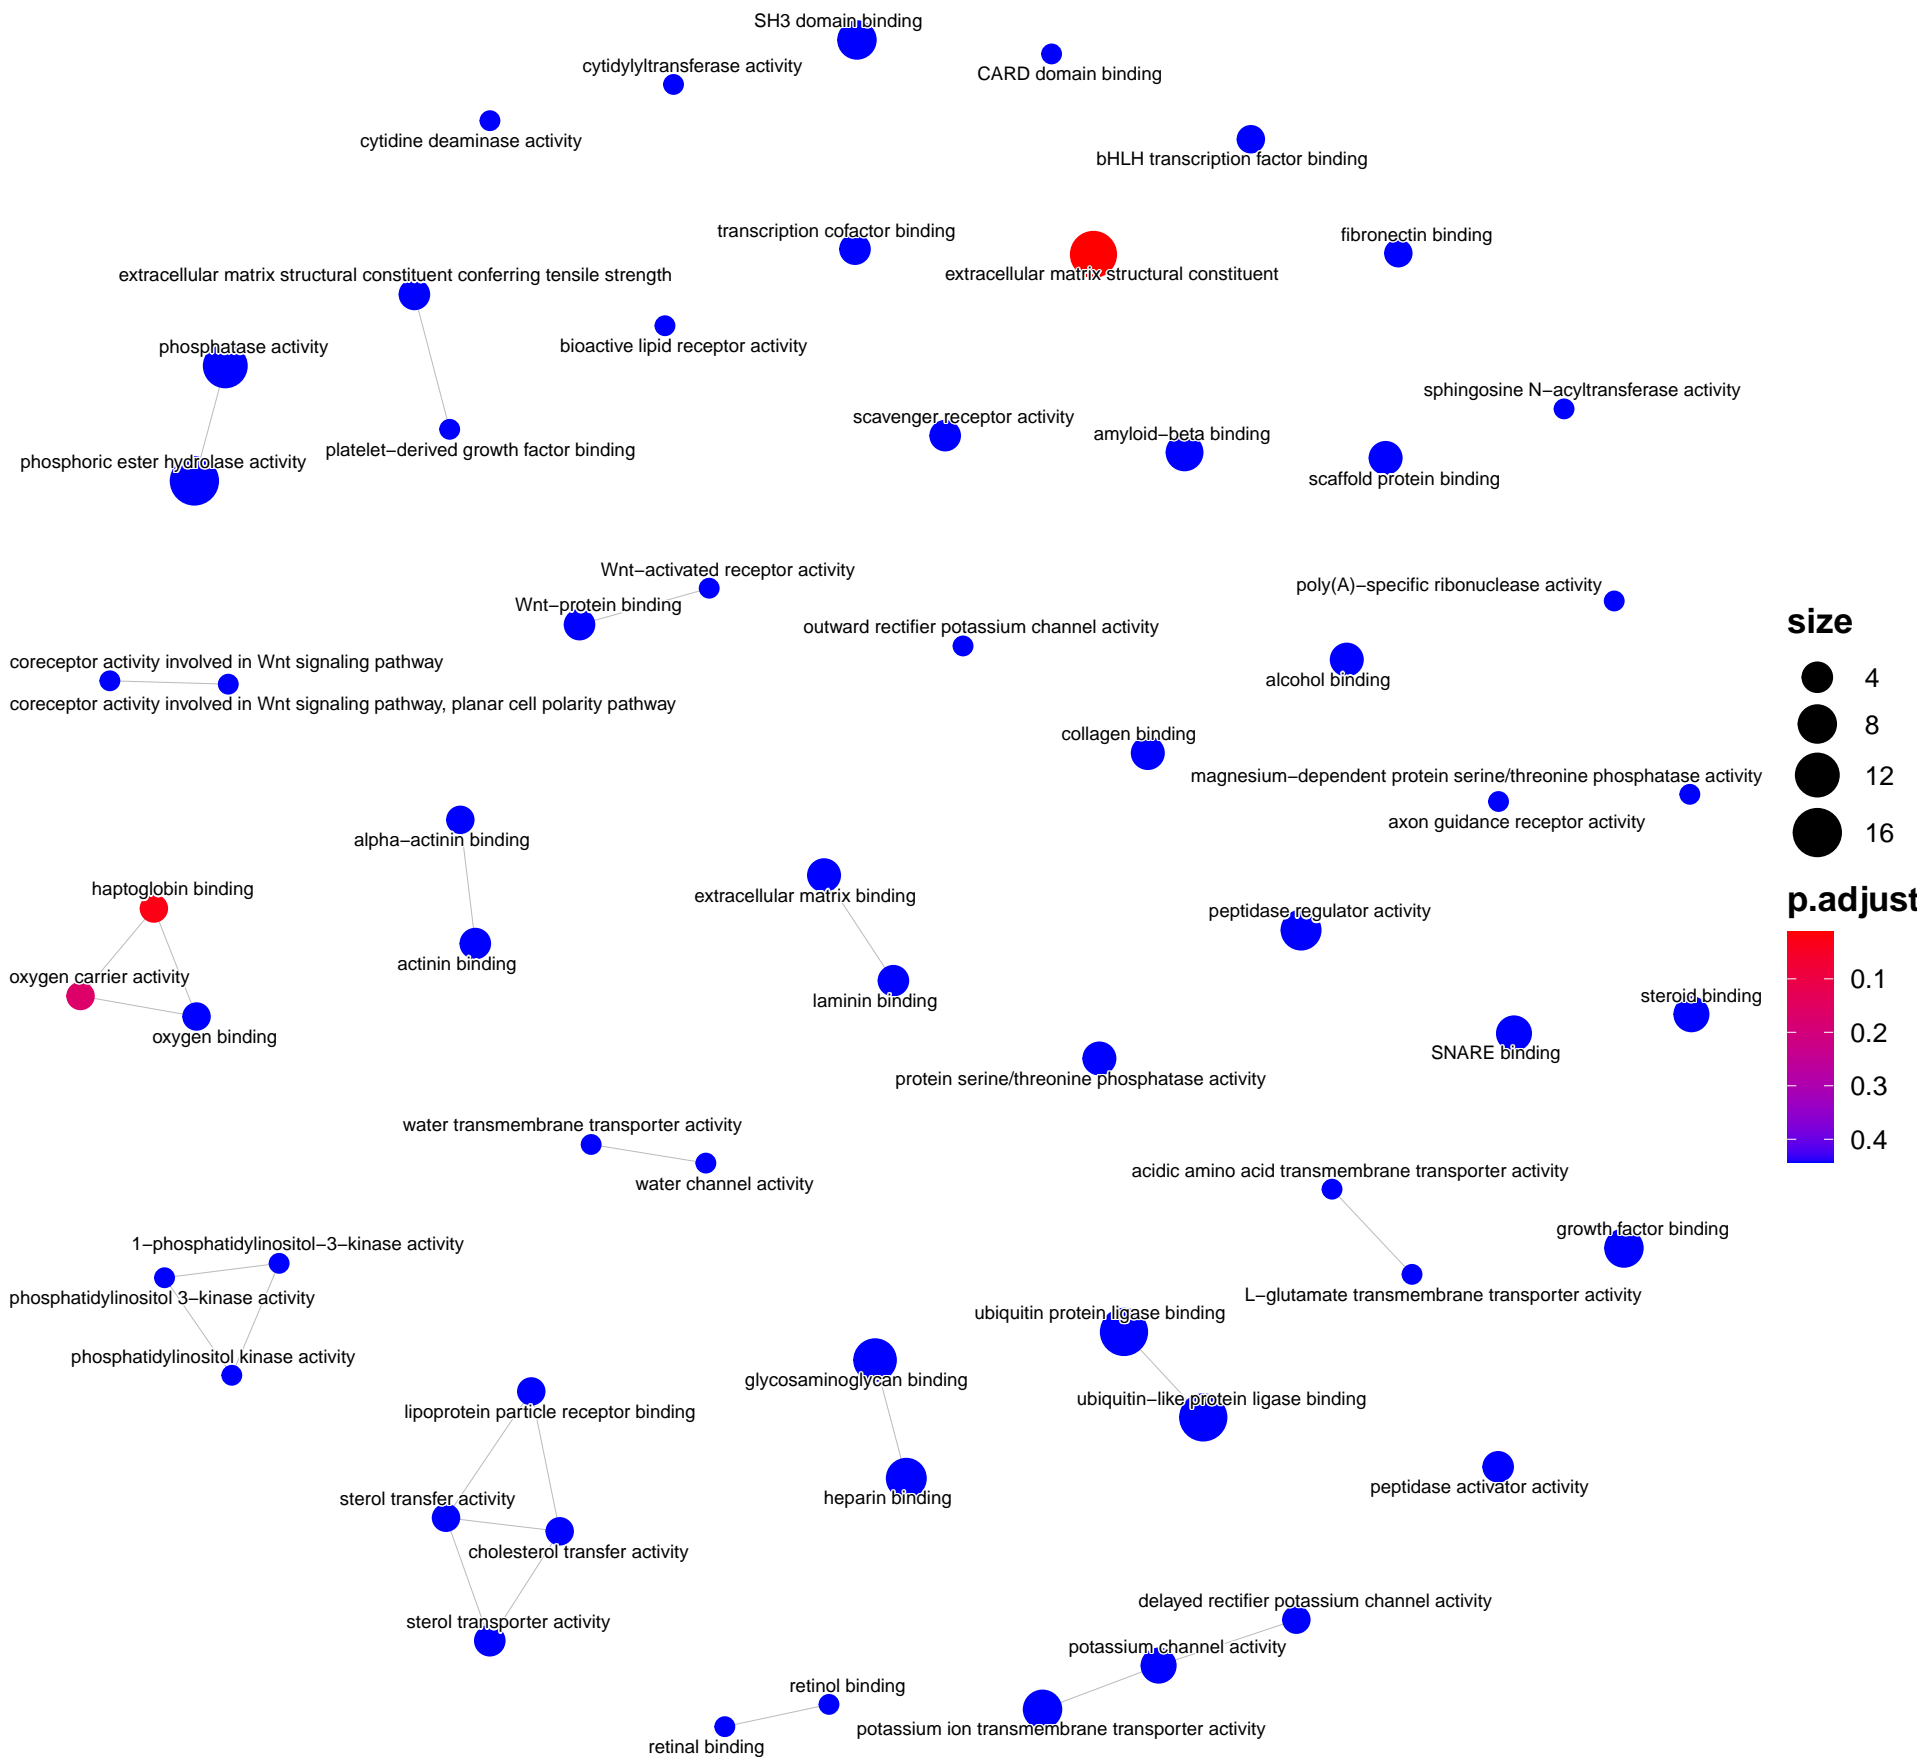 SH3 domain binding
cytidylyltransferase activity
CARD domain binding
cytidine deaminase activity
bHLH transcription factor binding
transcription cofactor binding
fibronectin binding
extracellular matrix structural constituent conferring tensile strength
extracellular matrix structural constituent
phosphatase activity
bioactive lipid receptor activity
sphingosine N−acyltransferase activity
scavenger receptor activity
amyloid−beta binding
platelet−derived growth factor binding
phosphoric ester hydrolase activity
scaffold protein binding
Wnt−activated receptor activity
poly(A)−specific ribonuclease activity
Wnt−protein binding
outward rectifier potassium channel activity
coreceptor activity involved in Wnt signaling pathway
alcohol binding
coreceptor activity involved in Wnt signaling pathway, planar cell polarity pathway
collagen binding
magnesium−dependent protein serine/threonine phosphatase activity
axon guidance receptor activity
alpha−actinin binding
haptoglobin binding
extracellular matrix binding
peptidase regulator activity
actinin binding
oxygen carrier activity
laminin binding
steroid binding
oxygen binding
SNARE binding
protein serine/threonine phosphatase activity
water transmembrane transporter activity
acidic amino acid transmembrane transporter activity
water channel activity
growth factor binding
1−phosphatidylinositol−3−kinase activity
phosphatidylinositol 3−kinase activity
L−glutamate transmembrane transporter activity
ubiquitin protein ligase binding
phosphatidylinositol kinase activity
glycosaminoglycan binding
ubiquitin−like protein ligase binding
lipoprotein particle receptor binding
peptidase activator activity
sterol transfer activity
heparin binding
cholesterol transfer activity
delayed rectifier potassium channel activity
sterol transporter activity
potassium channel activity
retinol binding
potassium ion transmembrane transporter activity
retinal binding
size
4
8
12
16
p.adjust
0.1
0.2
0.3
0.4